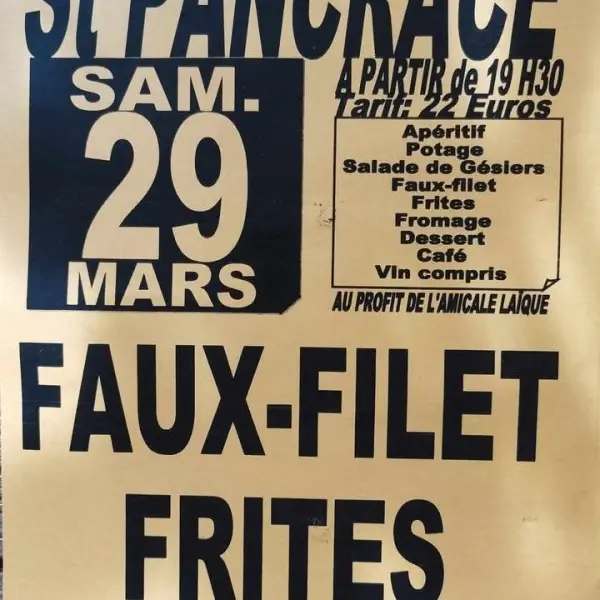 St PANCRACE
SAM.
29
MARS
A PARTIR de 19 H30
Tarif: 22 Euros
Apéritif
Potage
Salade de Gésiers
Faux-filet
Frites
Fromage
Dessert
Café
Vin compris
AU PROFIT DE L'AMICALE LAÏQUE
FAUX-FILET
FRITES